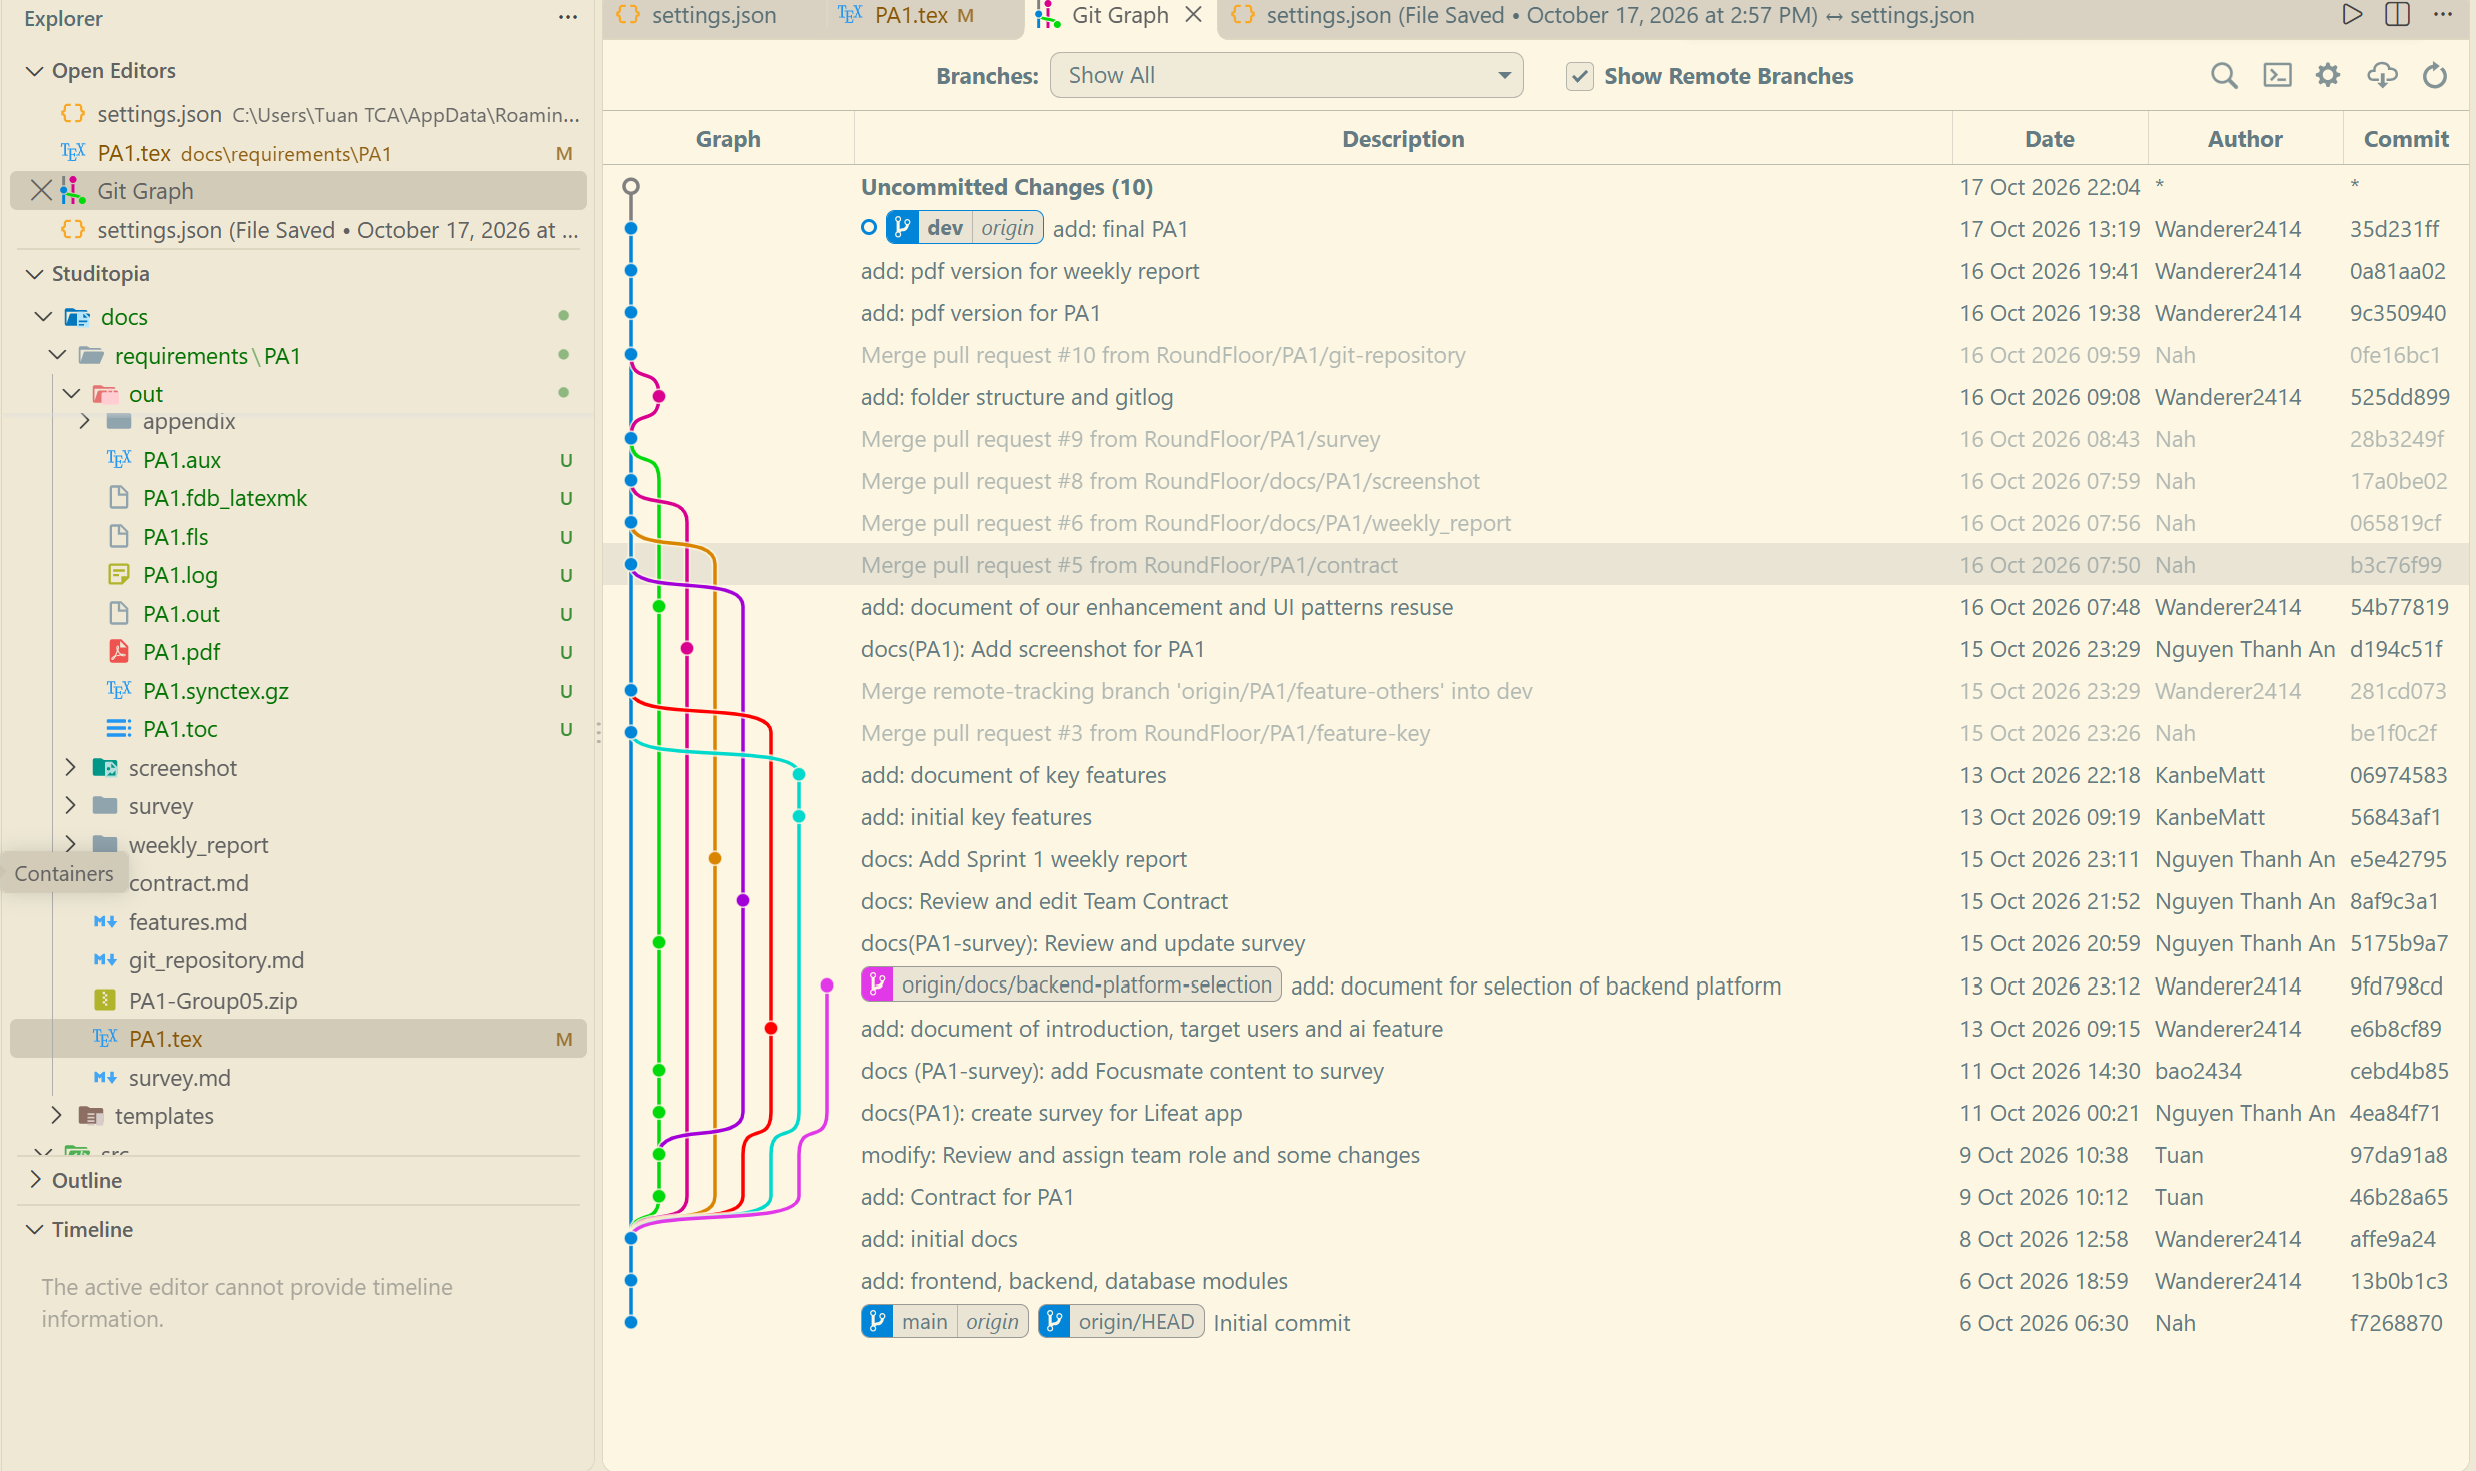 Explorer
Open Editors
settings.json C:\Users\Tuan TCA\AppData\Roamin...
PA1.tex docs\requirements\PA1 M
Git Graph
settings.json (File Saved • October 17, 2026 at ...
Studitopia
docs
requirements\PA1
out
appendix
PA1.aux U
PA1.fdb_latexmk U
PA1.fls U
PA1.log U
PA1.out U
PA1.pdf U
PA1.synctex.gz U
PA1.toc U
screenshot
survey
weekly_report
Containers
contract.md
features.md
git_repository.md
PA1-Group05.zip
PA1.tex M
survey.md
templates
src
Outline
Timeline
The active editor cannot provide timeline
information.
settings.json PA1.tex M Git Graph settings.json (File Saved • October 17, 2026 at 2:57 PM) ↔ settings.json
Branches: Show All Show Remote Branches
Graph Description Date Author Commit
Uncommitted Changes (10) 17 Oct 2026 22:04 * *
dev origin add: final PA1 17 Oct 2026 13:19 Wanderer2414 35d231ff
add: pdf version for weekly report 16 Oct 2026 19:41 Wanderer2414 0a81aa02
add: pdf version for PA1 16 Oct 2026 19:38 Wanderer2414 9c350940
Merge pull request #10 from RoundFloor/PA1/git-repository 16 Oct 2026 09:59 Nah 0fe16bc1
add: folder structure and gitlog 16 Oct 2026 09:08 Wanderer2414 525dd899
Merge pull request #9 from RoundFloor/PA1/survey 16 Oct 2026 08:43 Nah 28b3249f
Merge pull request #8 from RoundFloor/docs/PA1/screenshot 16 Oct 2026 07:59 Nah 17a0be02
Merge pull request #6 from RoundFloor/docs/PA1/weekly_report 16 Oct 2026 07:56 Nah 065819cf
Merge pull request #5 from RoundFloor/PA1/contract 16 Oct 2026 07:50 Nah b3c76f99
add: document of our enhancement and UI patterns resuse 16 Oct 2026 07:48 Wanderer2414 54b77819
docs(PA1): Add screenshot for PA1 15 Oct 2026 23:29 Nguyen Thanh An d194c51f
Merge remote-tracking branch 'origin/PA1/feature-others' into dev 15 Oct 2026 23:29 Wanderer2414 281cd073
Merge pull request #3 from RoundFloor/PA1/feature-key 15 Oct 2026 23:26 Nah be1f0c2f
add: document of key features 13 Oct 2026 22:18 KanbeMatt 06974583
add: initial key features 13 Oct 2026 09:19 KanbeMatt 56843af1
docs: Add Sprint 1 weekly report 15 Oct 2026 23:11 Nguyen Thanh An e5e42795
docs: Review and edit Team Contract 15 Oct 2026 21:52 Nguyen Thanh An 8af9c3a1
docs(PA1-survey): Review and update survey 15 Oct 2026 20:59 Nguyen Thanh An 5175b9a7
origin/docs/backend-platform-selection add: document for selection of backend platform 13 Oct 2026 23:12 Wanderer2414 9fd798cd
add: document of introduction, target users and ai feature 13 Oct 2026 09:15 Wanderer2414 e6b8cf89
docs (PA1-survey): add Focusmate content to survey 11 Oct 2026 14:30 bao2434 cebd4b85
docs(PA1): create survey for Lifeat app 11 Oct 2026 00:21 Nguyen Thanh An 4ea84f71
modify: Review and assign team role and some changes 9 Oct 2026 10:38 Tuan 97da91a8
add: Contract for PA1 9 Oct 2026 10:12 Tuan 46b28a65
add: initial docs 8 Oct 2026 12:58 Wanderer2414 affe9a24
add: frontend, backend, database modules 6 Oct 2026 18:59 Wanderer2414 13b0b1c3
main origin origin/HEAD Initial commit 6 Oct 2026 06:30 Nah f7268870